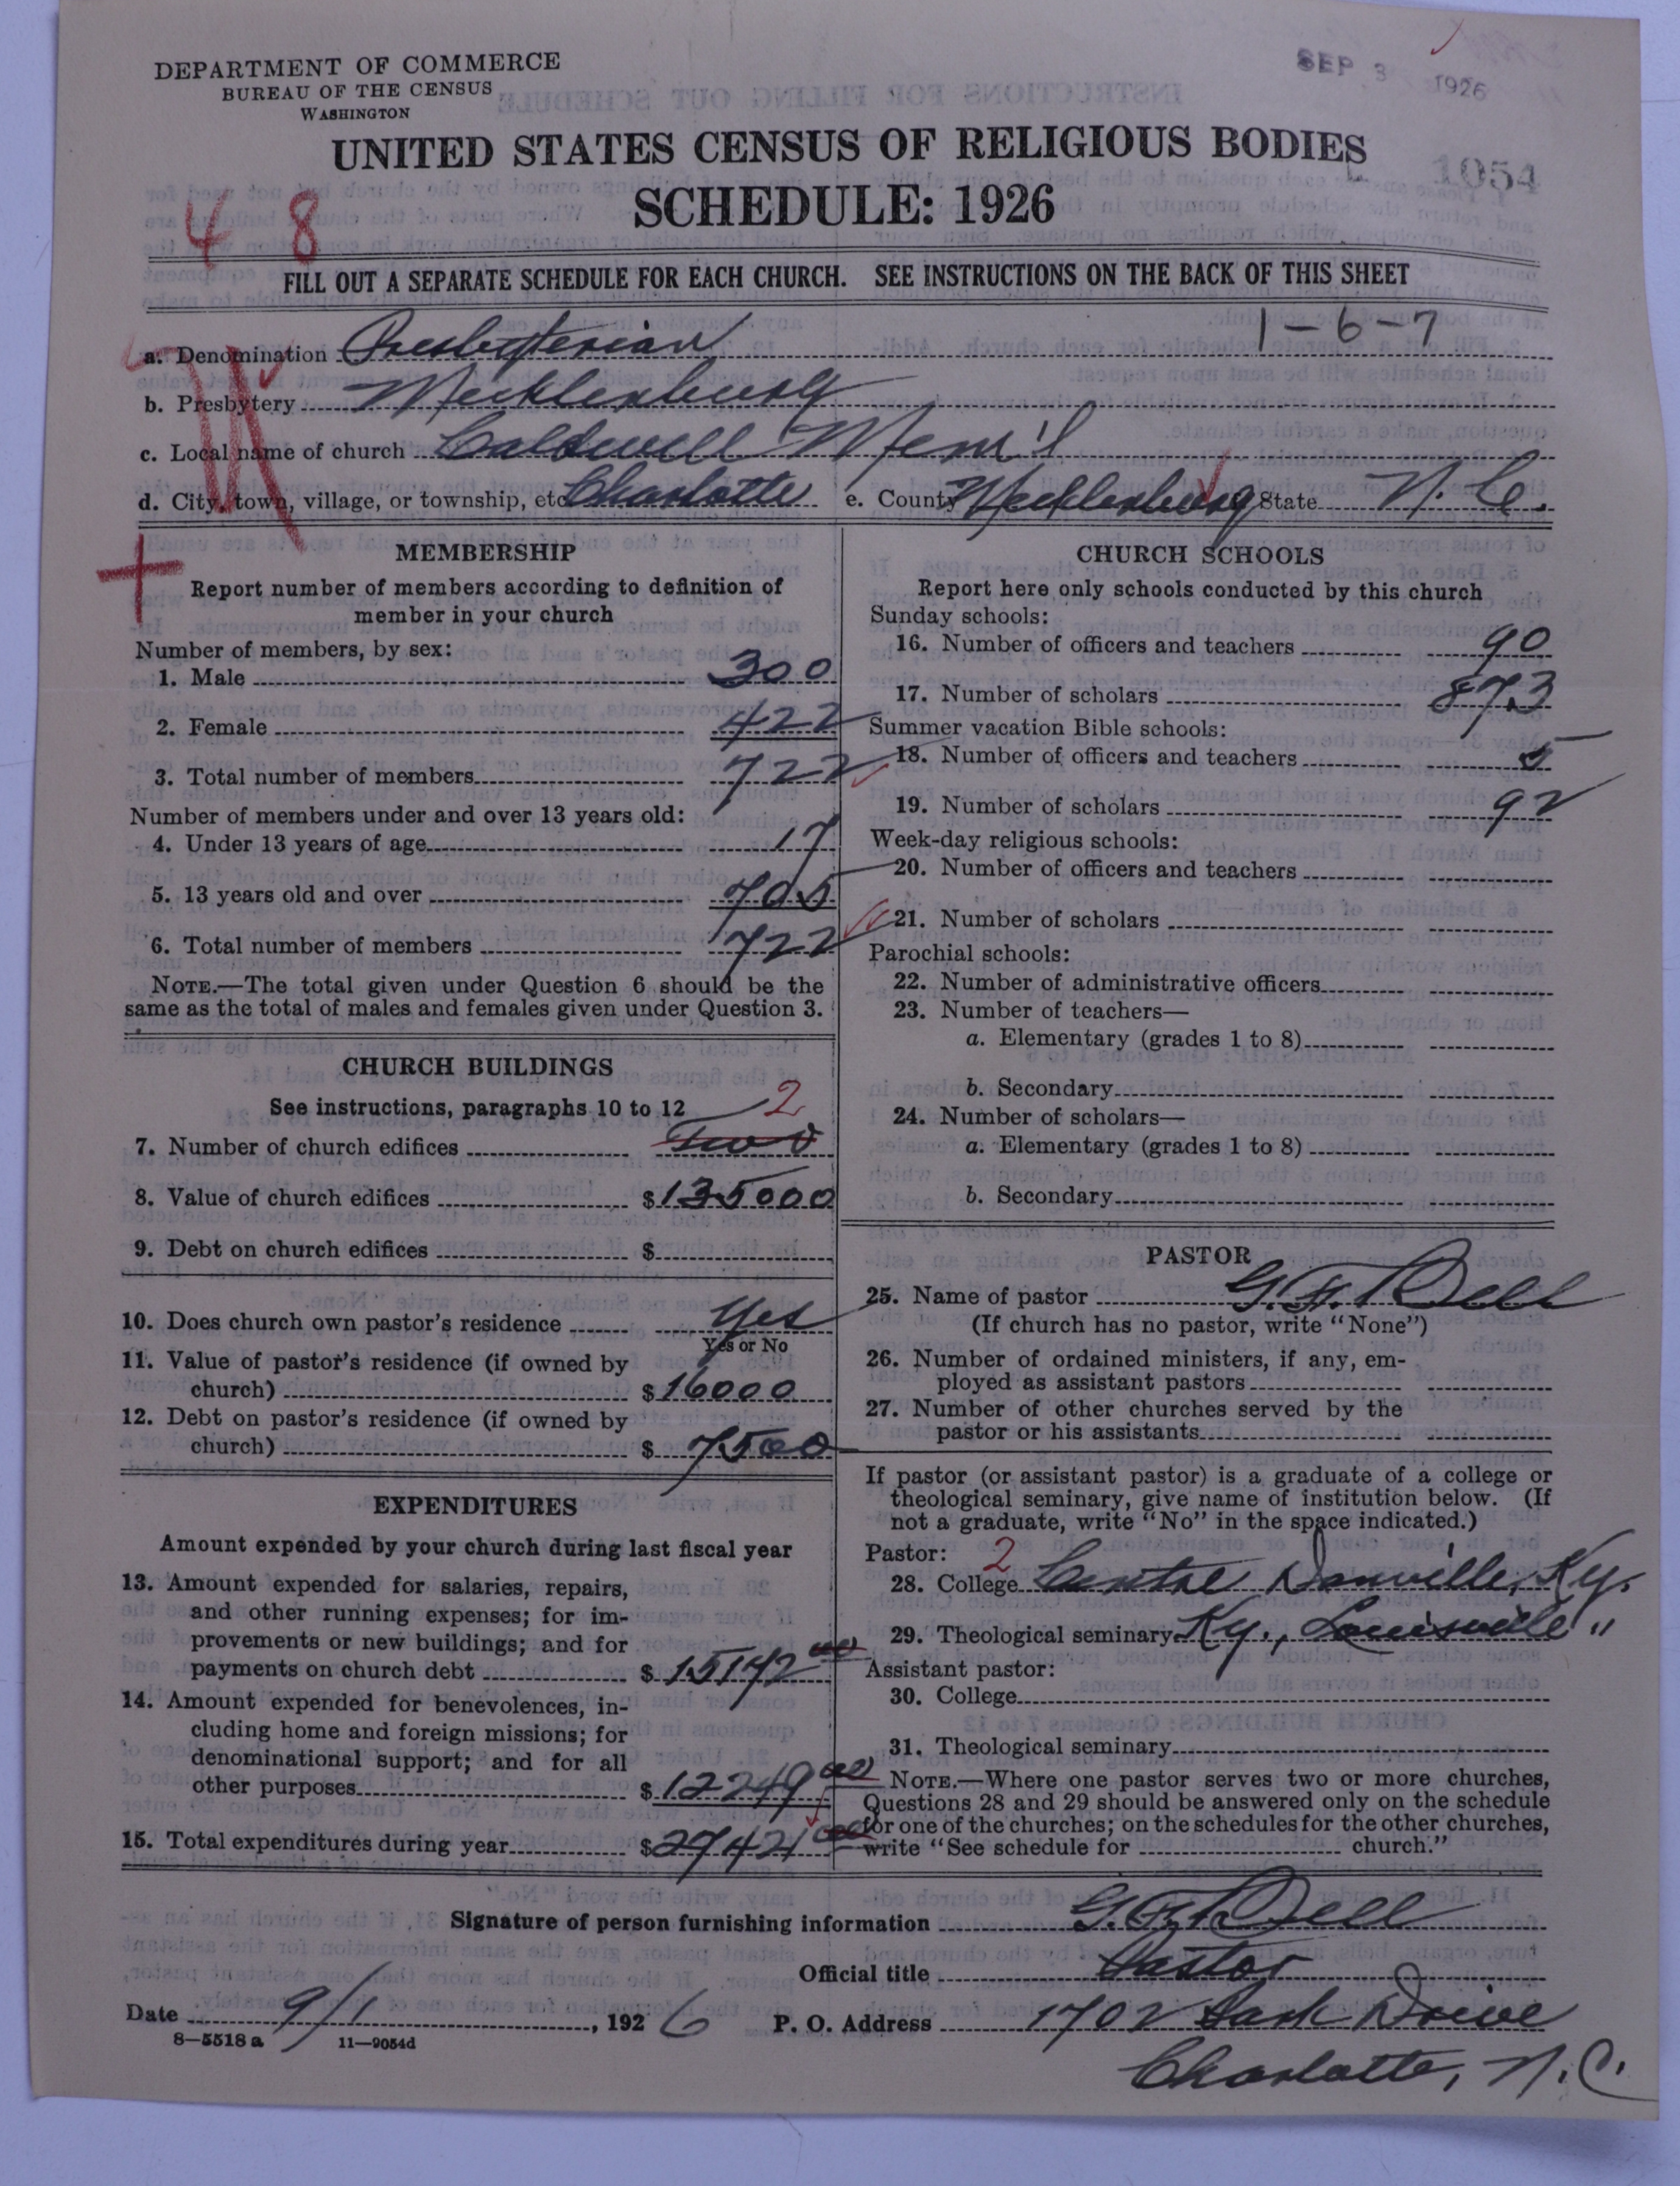 DEPARTMENT OF COMMERCE
BUREAU OF THE CENSUS
WASHINGTON
SEP 3 1926
UNITED STATES CENSUS OF RELIGIOUS BODIES
1054
SCHEDULE: 1926
4 8
FILL OUT A SEPARATE SCHEDULE FOR EACH CHURCH. SEE INSTRUCTIONS ON THE BACK OF THIS SHEET
1-6-7
a. Denomination Presbyterian
b. Presbytery Mecklenburg
c. Local name of church Caldwell Mem'l
d. City, town, village, or township, etc Charlotte e. County Mecklenburg State N. C.
MEMBERSHIP
Report number of members according to definition of
member in your church
Number of members, by sex:
1. Male 300
2. Female 422
3. Total number of members 722
Number of members under and over 13 years old:
4. Under 13 years of age 17
5. 13 years old and over 705
6. Total number of members 722
NOTE.—The total given under Question 6 should be the
same as the total of males and females given under Question 3.
CHURCH BUILDINGS
See instructions, paragraphs 10 to 12
2
7. Number of church edifices Two
8. Value of church edifices $ 135000
9. Debt on church edifices $
10. Does church own pastor's residence Yes
Yes or No
11. Value of pastor's residence (if owned by
church) $ 16000
12. Debt on pastor's residence (if owned by
church) $ 7500
EXPENDITURES
Amount expended by your church during last fiscal year
13. Amount expended for salaries, repairs,
and other running expenses; for im-
provements or new buildings; and for
payments on church debt $ 15142 00
14. Amount expended for benevolences, in-
cluding home and foreign missions; for
denominational support; and for all
other purposes $ 12249 00
15. Total expenditures during year $ 27421 00
CHURCH SCHOOLS
Report here only schools conducted by this church
Sunday schools:
16. Number of officers and teachers 90
17. Number of scholars 873
Summer vacation Bible schools:
18. Number of officers and teachers 5
19. Number of scholars 92
Week-day religious schools:
20. Number of officers and teachers
21. Number of scholars
Parochial schools:
22. Number of administrative officers
23. Number of teachers—
a. Elementary (grades 1 to 8)
b. Secondary
24. Number of scholars—
a. Elementary (grades 1 to 8)
b. Secondary
PASTOR
25. Name of pastor G. F. Bell
(If church has no pastor, write "None")
26. Number of ordained ministers, if any, em-
ployed as assistant pastors
27. Number of other churches served by the
pastor or his assistants
If pastor (or assistant pastor) is a graduate of a college or
theological seminary, give name of institution below. (If
not a graduate, write "No" in the space indicated.)
Pastor: 2
28. College Centre Danville, Ky.
29. Theological seminary Ky., Louisville "
Assistant pastor:
30. College
31. Theological seminary
NOTE.—Where one pastor serves two or more churches,
Questions 28 and 29 should be answered only on the schedule
for one of the churches; on the schedules for the other churches,
write "See schedule for church."
Signature of person furnishing information G. F. Bell
Official title Pastor
Date 9/1, 1926 P. O. Address 1702 Park Drive
8—5518 a 11—9054d
Charlotte, N.C.